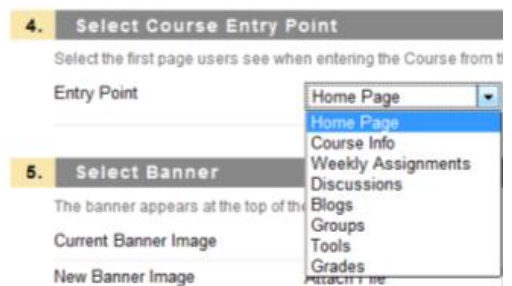 4. Select Course Entry Point
Select the first page users see when entering the Course from
Entry Point
Home Page
Home Page
Course Info
Weekly Assignments
Discussions
Blogs
Groups
Tools
Grades
5. Select Banner
The banner appears at the top of the
Current Banner Image
New Banner Image
Attach File